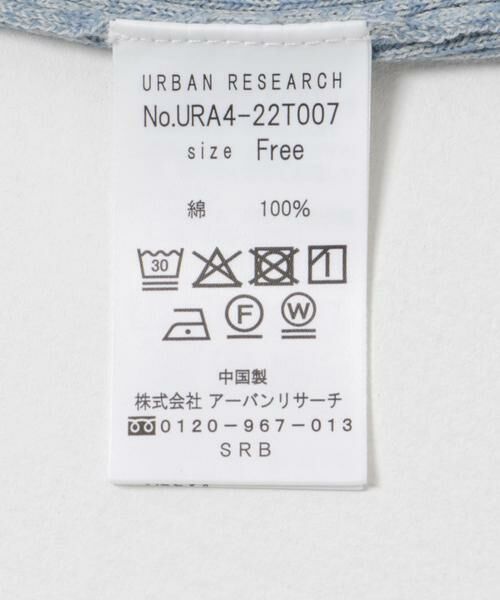 URBAN RESEARCH
No.URA4-22T007
size Free
綿 100%
30
F W
中国製
株式会社 アーバンリサーチ
0120-967-013
SRB